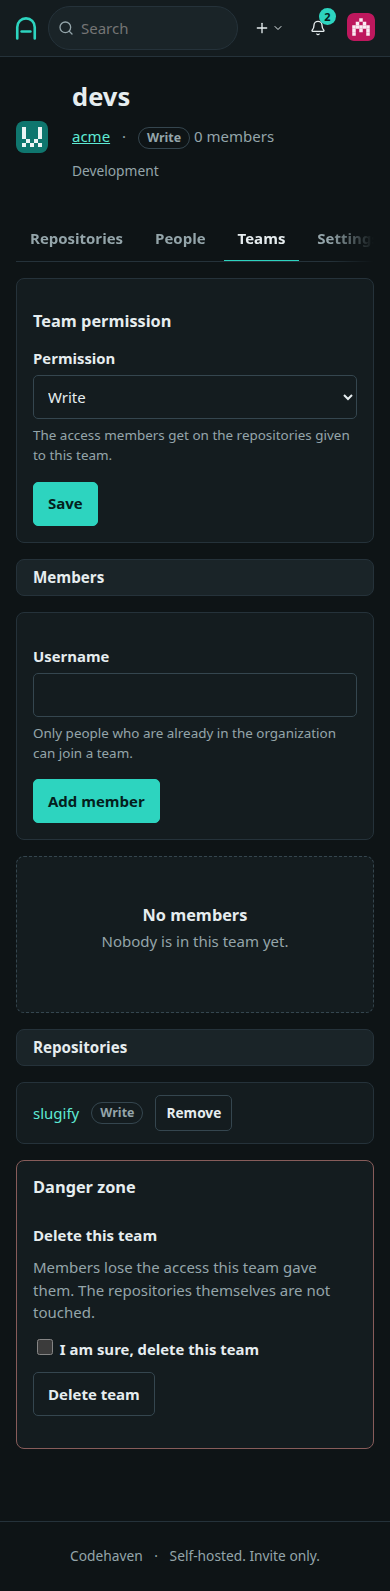 Search
2
devs
acme · Write 0 members
Development
Repositories People Teams Setting
Team permission
Permission
Write
The access members get on the repositories given
to this team.
Save
Members
Username
Only people who are already in the organization
can join a team.
Add member
No members
Nobody is in this team yet.
Repositories
slugify Write Remove
Danger zone
Delete this team
Members lose the access this team gave
them. The repositories themselves are not
touched.
I am sure, delete this team
Delete team
Codehaven · Self-hosted. Invite only.